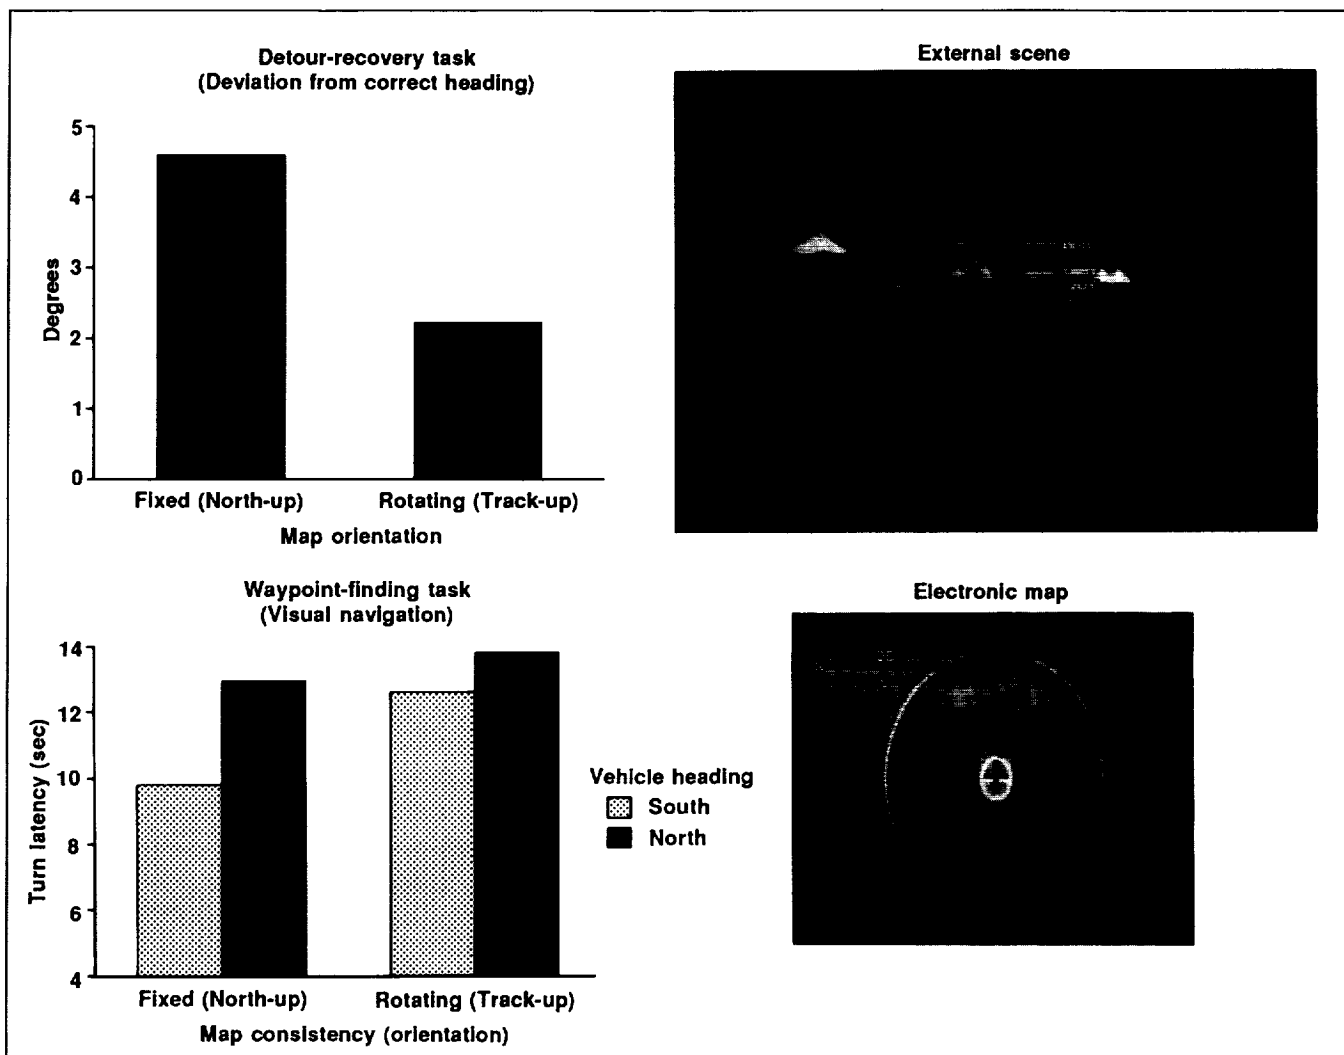 Detour-recovery task
(Deviation from correct heading)
5
4
3
2
1
0
Degrees
Fixed (North-up)
Rotating (Track-up)
Map orientation
External scene
Waypoint-finding task
(Visual navigation)
14
12
10
8
6
4
Turn latency (sec)
Fixed (North-up)
Rotating (Track-up)
Map consistency (orientation)
Vehicle heading
South
North
Electronic map